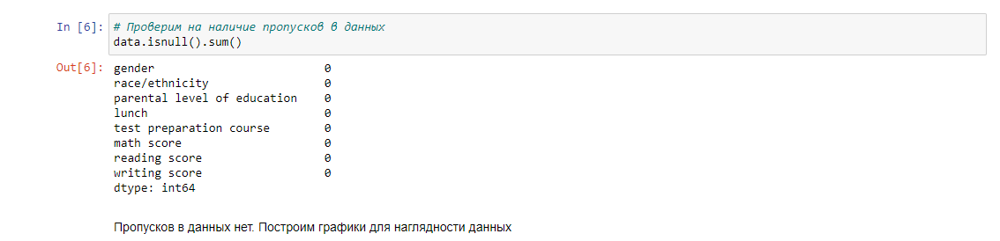 In [6]: # Проверим на наличие пропусков в данных
data.isnull().sum()
Out[6]: gender 0
race/ethnicity 0
parental level of education 0
lunch 0
test preparation course 0
math score 0
reading score 0
writing score 0
dtype: int64
Пропусков в данных нет. Построим графики для наглядности данных